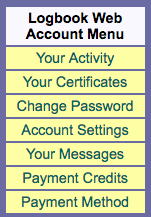 Logbook Web
Account Menu
Your Activity
Your Certificates
Change Password
Account Settings
Your Messages
Payment Credits
Payment Method